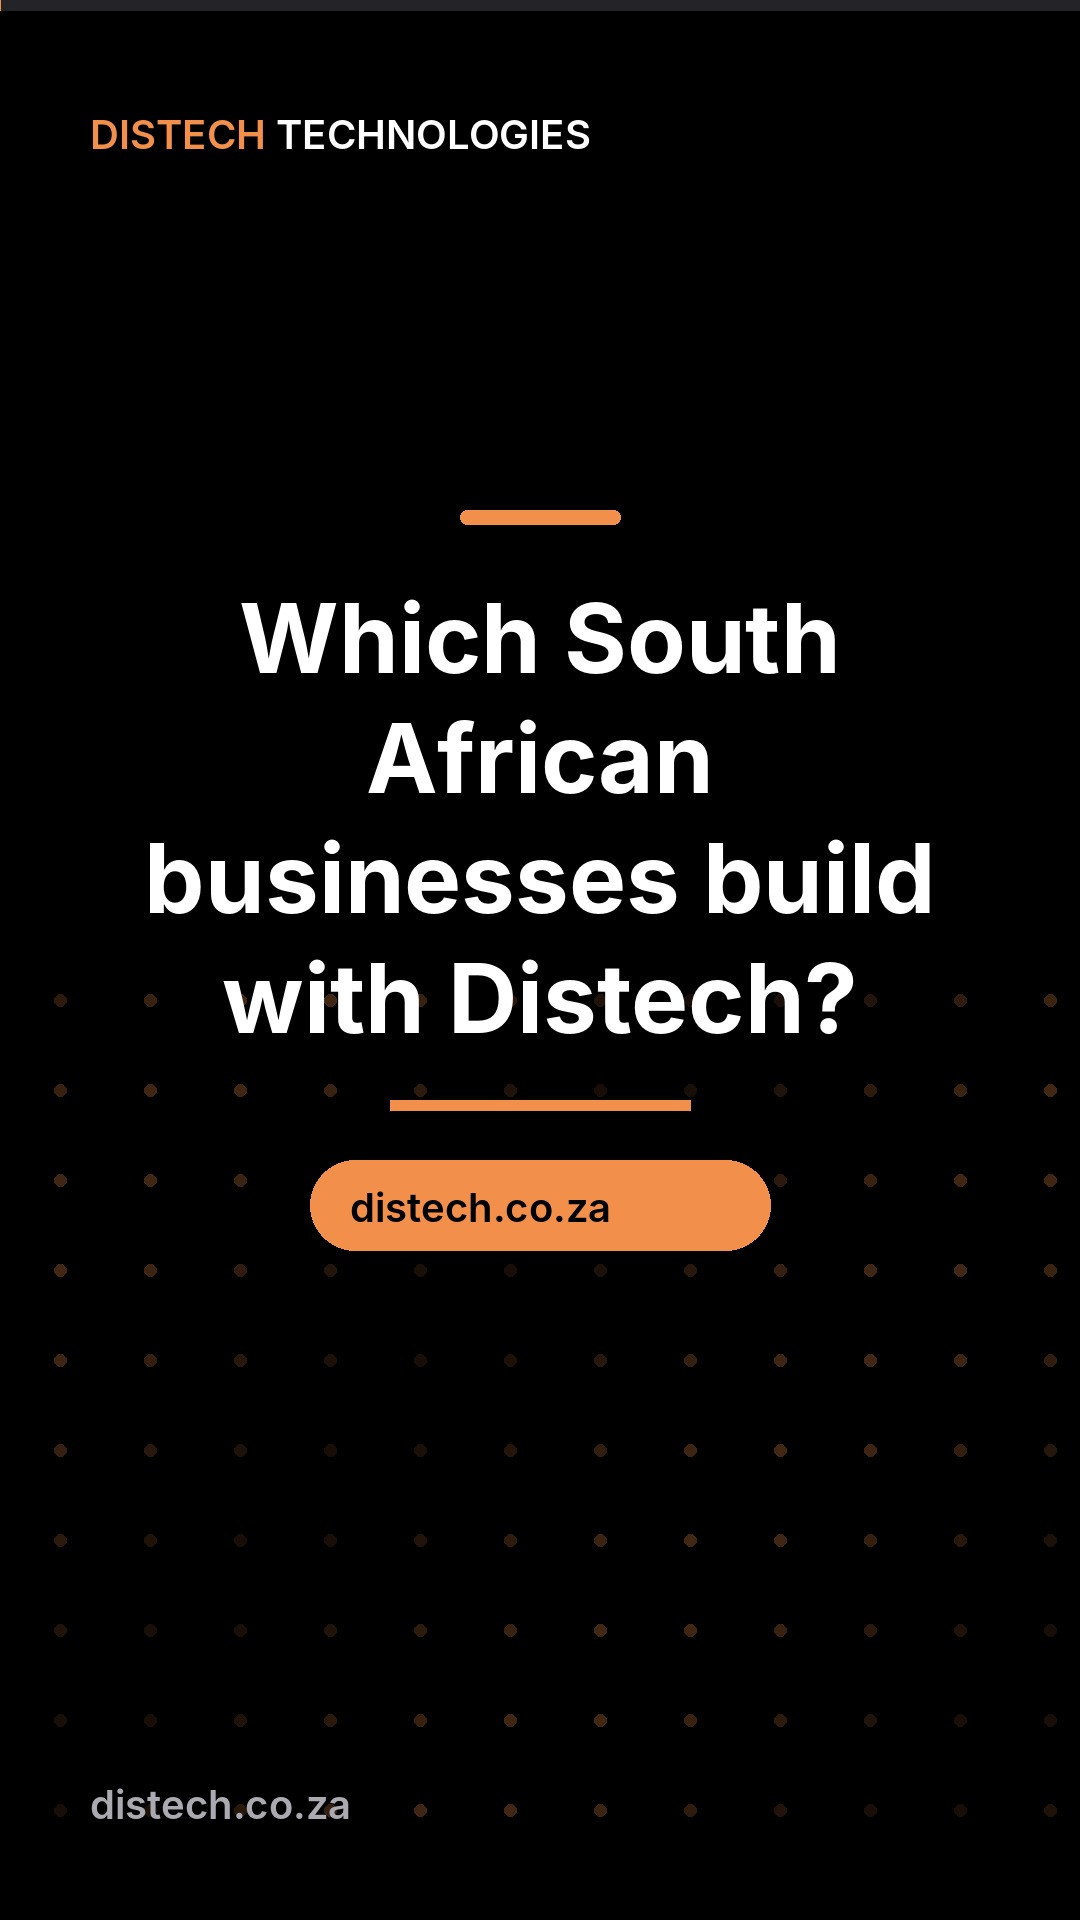 DISTECH TECHNOLOGIES
Which South
African
businesses build
with Distech?
distech.co.za
distech.co.za